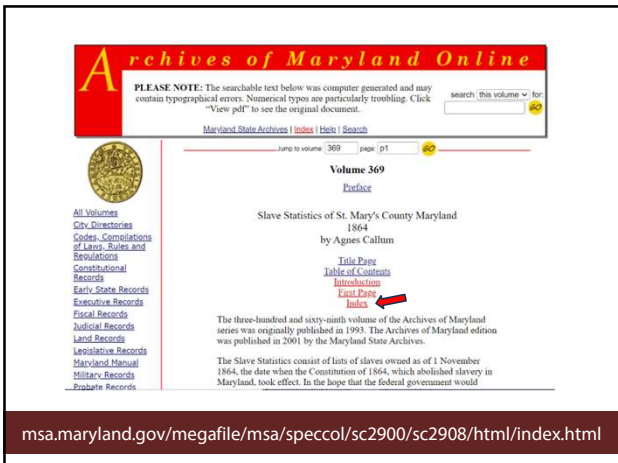 Archives of Maryland Online
PLEASE NOTE: The searchable text below was computer generated and may
contain typographical errors. Numerical typos are particularly troubling. Click
"View pdf" to see the original document.
search this volume for:
GO
Maryland State Archives | Index | Help | Search
Jump to volume: 369 page: p1 GO
Volume 369
Preface
All Volumes
City Directories
Codes, Compilations
of Laws, Rules and
Regulations
Constitutional
Records
Early State Records
Executive Records
Fiscal Records
Judicial Records
Land Records
Legislative Records
Maryland Manual
Military Records
Probate Records
Slave Statistics of St. Mary's County Maryland
1864
by Agnes Callum
Title Page
Table of Contents
Introduction
First Page
Index
The three-hundred and sixty-ninth volume of the Archives of Maryland
series was originally published in 1993. The Archives of Maryland edition
was published in 2001 by the Maryland State Archives.
The Slave Statistics consist of lists of slaves owned as of 1 November
1864, the date when the Constitution of 1864, which abolished slavery in
Maryland, took effect. In the hope that the federal government would
msa.maryland.gov/megafile/msa/speccol/sc2900/sc2908/html/index.html